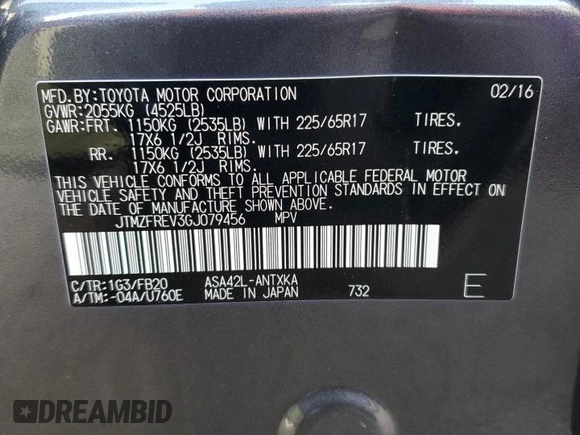 MFD.BY:TOYOTA MOTOR CORPORATION 02/16
GVWR:2055KG (4525LB)
GAWR:FRT. 1150KG (2535LB) WITH 225/65R17 TIRES.
17X6 1/2J RIMS.
RR. 1150KG (2535LB) WITH 225/65R17 TIRES.
17X6 1/2J RIMS.
THIS VEHICLE CONFORMS TO ALL APPLICABLE FEDERAL MOTOR
VEHICLE SAFETY AND THEFT PREVENTION STANDARDS IN EFFECT ON
THE DATE OF MANUFACTURE SHOWN ABOVE.
JTMZFREV3GJ079456 MPV
C/TR:1G3/FB20 ASA42L-ANTXKA
A/TM:-04A/U760E MADE IN JAPAN 732 E
DREAMBID